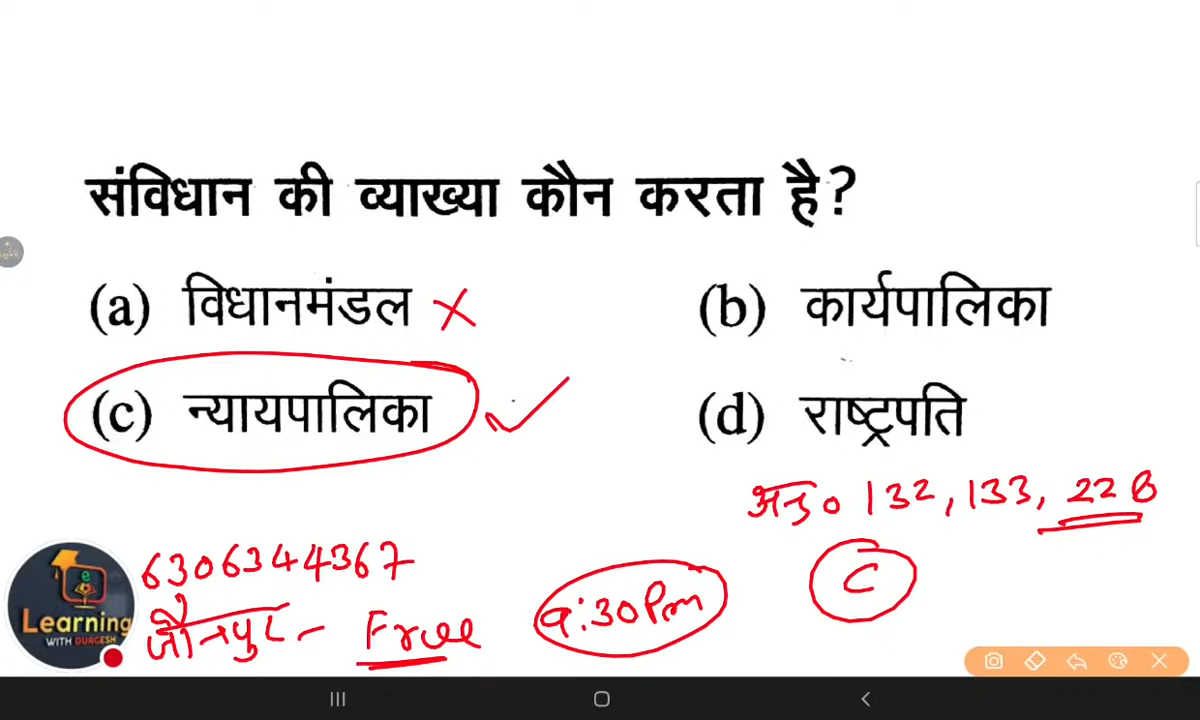 संविधान की व्याख्या कौन करता है?
(a) विधानमंडल ×
(b) कार्यपालिका
(c) न्यायपालिका ✓
(d) राष्ट्रपति
अनु० 132, 133, 228
6306344367
9:30 Pm
C
जौनपुर - Free
e
Learning
WITH DURGESH